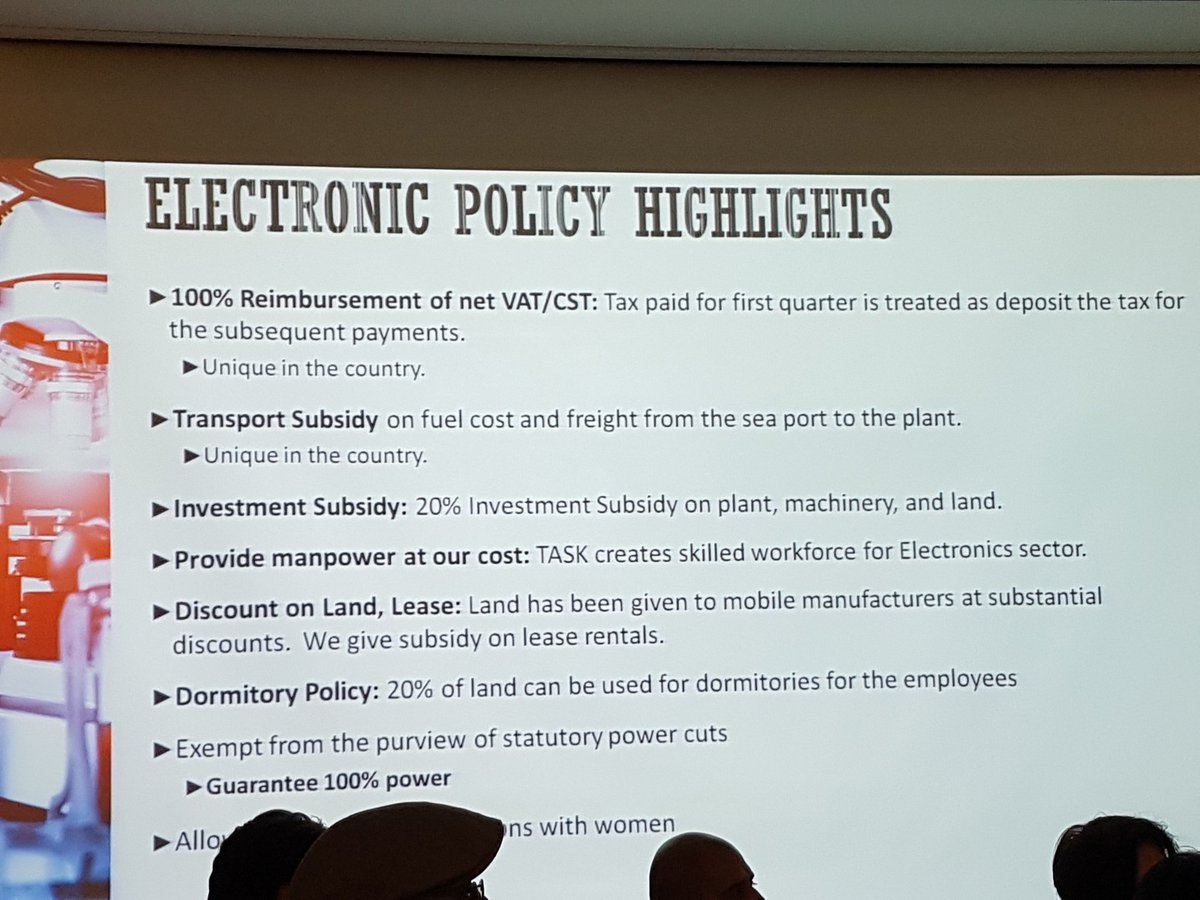 ELECTRONIC POLICY HIGHLIGHTS
►100% Reimbursement of net VAT/CST: Tax paid for first quarter is treated as deposit the tax for
the subsequent payments.
►Unique in the country.
►Transport Subsidy on fuel cost and freight from the sea port to the plant.
►Unique in the country.
►Investment Subsidy: 20% Investment Subsidy on plant, machinery, and land.
►Provide manpower at our cost: TASK creates skilled workforce for Electronics sector.
►Discount on Land, Lease: Land has been given to mobile manufacturers at substantial
discounts. We give subsidy on lease rentals.
►Dormitory Policy: 20% of land can be used for dormitories for the employees
►Exempt from the purview of statutory power cuts
►Guarantee 100% power
► with women